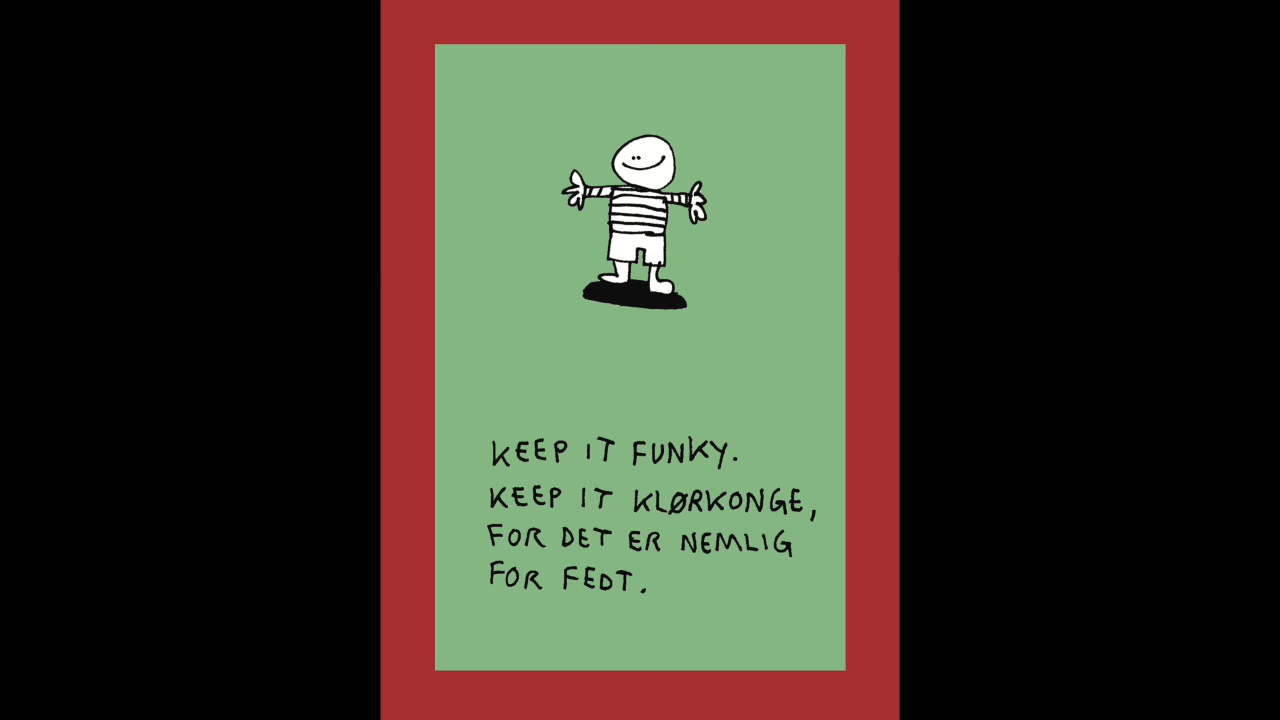 KEEP IT FUNKY.
KEEP IT KLØRKONGE,
FOR DET ER NEMLIG
FOR FEDT.